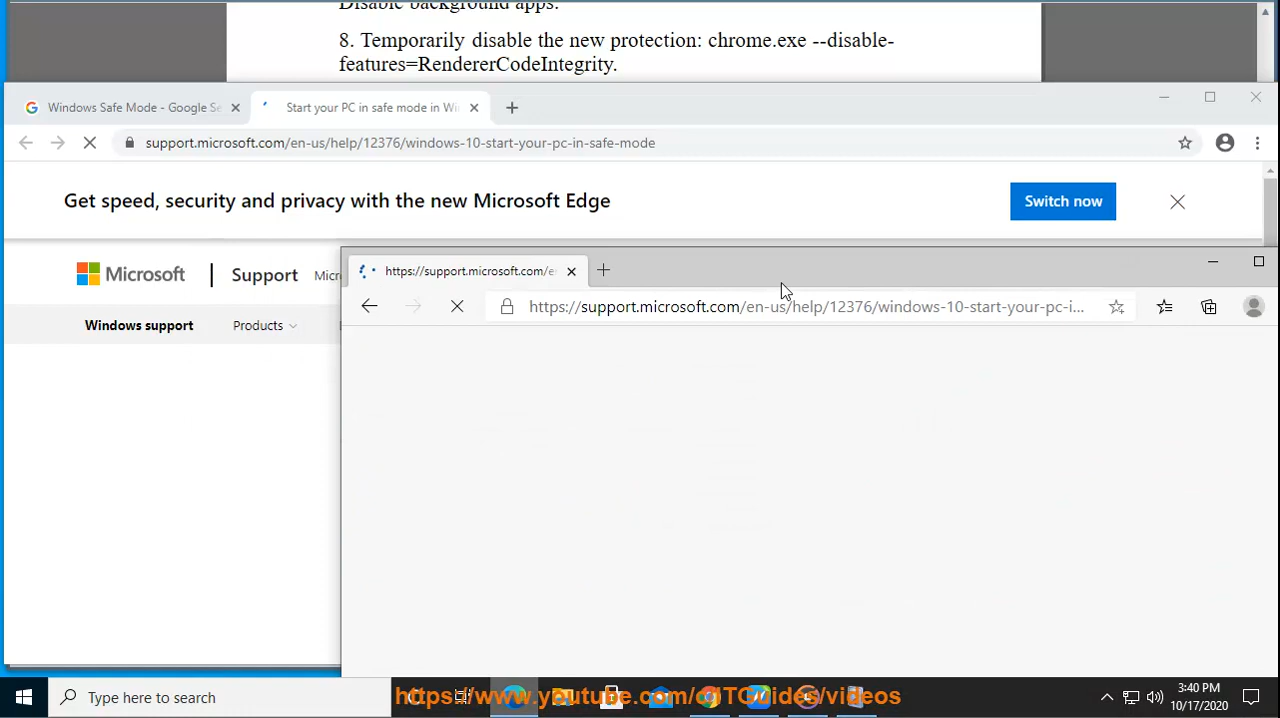 Disable background apps.
8. Temporarily disable the new protection: chrome.exe --disable-
features=RendererCodeIntegrity.
Windows Safe Mode - Google Se
Start your PC in safe mode in Wi
support.microsoft.com/en-us/help/12376/windows-10-start-your-pc-in-safe-mode
Get speed, security and privacy with the new Microsoft Edge
Switch now
Microsoft | Support Micr
Windows support Products
https://support.microsoft.com/e
https://support.microsoft.com/en-us/help/12376/windows-10-start-your-pc-i...
Type here to search
3:40 PM
10/17/2020